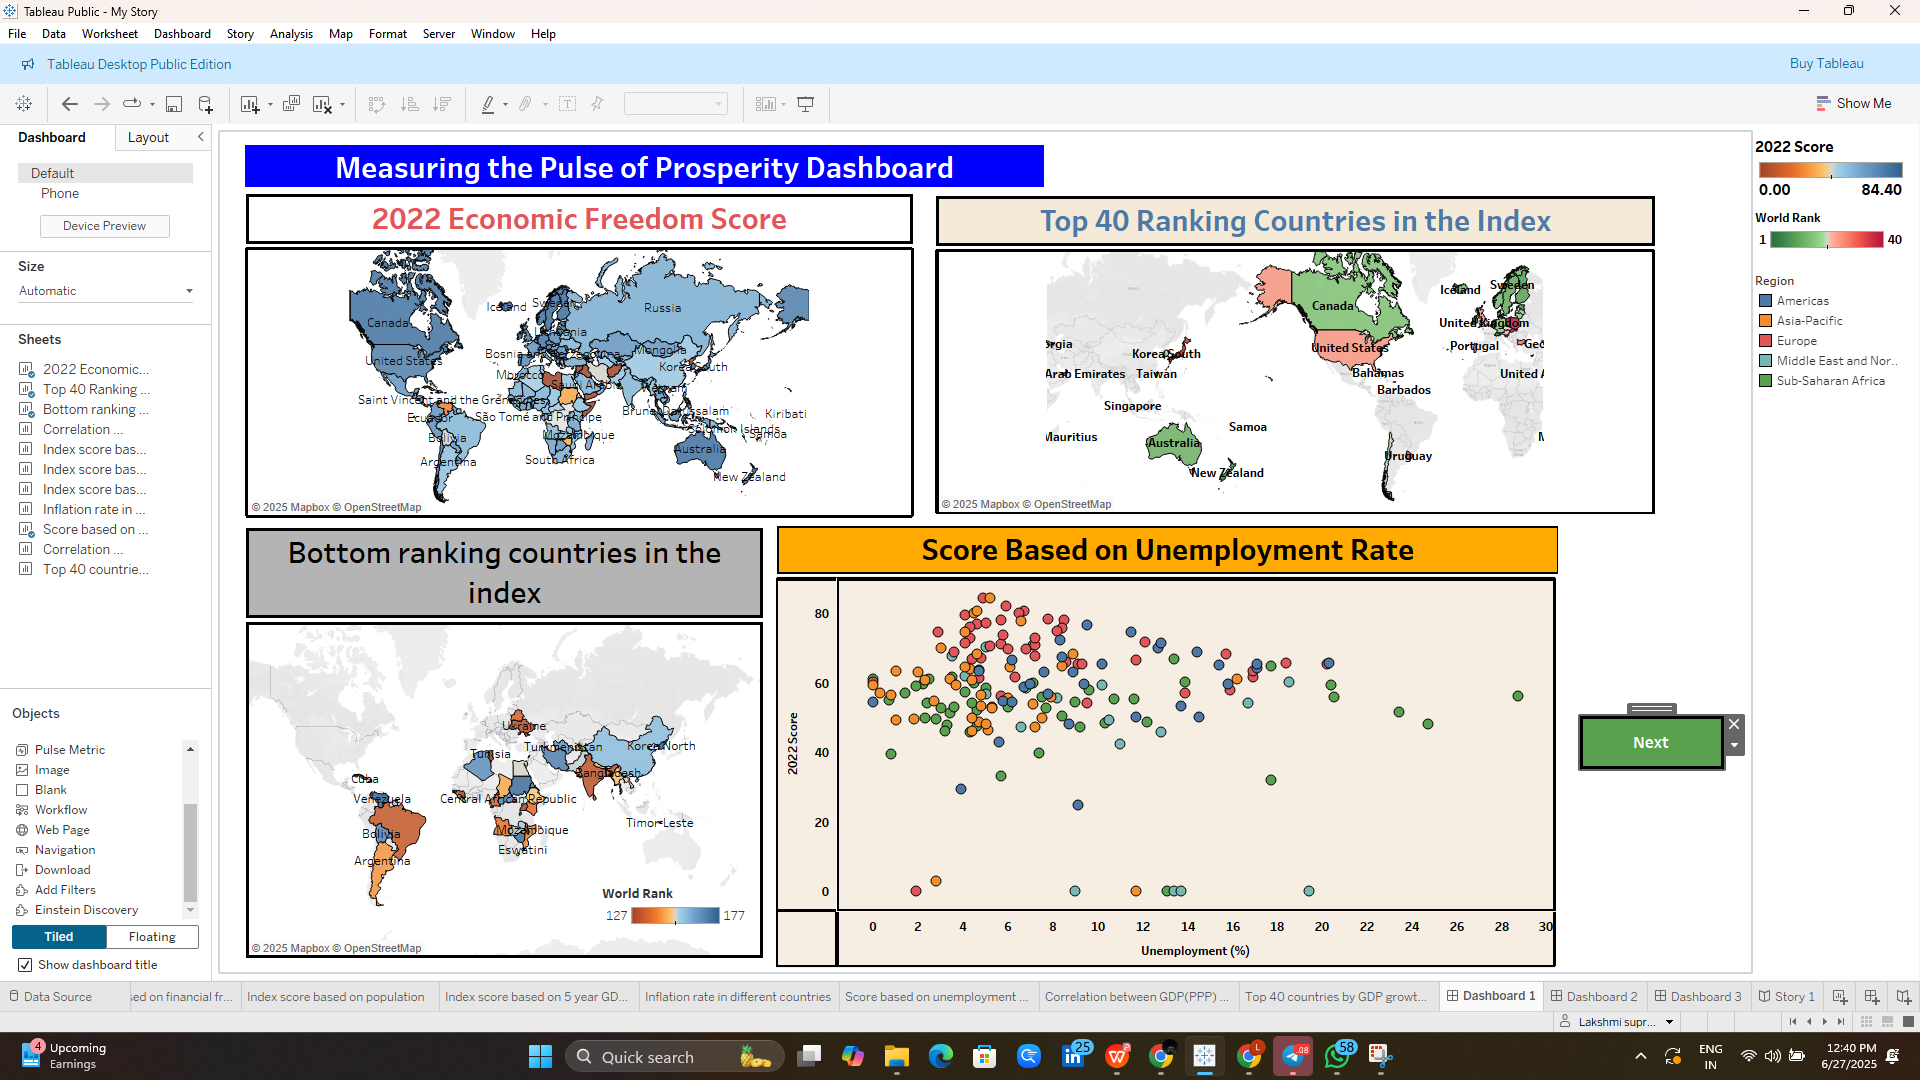 Tableau Public - My Story
File Data Worksheet Dashboard Story Analysis Map Format Server Window Help
Tableau Desktop Public Edition
Buy Tableau
Show Me
Dashboard
Layout
Default
Phone
Device Preview
Size
Automatic
Sheets
2022 Economic...
Top 40 Ranking ...
Bottom ranking ...
Correlation ...
Index score bas...
Index score bas...
Index score bas...
Inflation rate in ...
Score based on ...
Correlation ...
Top 40 countrie...
Objects
Pulse Metric
Image
Blank
Workflow
Web Page
Navigation
Download
Add Filters
Einstein Discovery
Tiled
Floating
Show dashboard title
Measuring the Pulse of Prosperity Dashboard
2022 Economic Freedom Score
Canada
United States
Iceland
Russia
Mongolia
Morocco
Saint Vincent and the Grenadines
São Tomé and Príncipe
Bolivia
Mozambique
Argentina
South Africa
Kiribati
Solomon Islands
Samoa
Australia
New Zealand
© 2025 Mapbox © OpenStreetMap
Top 40 Ranking Countries in the Index
Canada
Iceland
Sweden
United Kingdom
orgia
Korea South
United States
Portugal
Geo
Arab Emirates
Taiwan
Bahamas
United A
Barbados
Singapore
Samoa
Mauritius
M
Australia
Uruguay
New Zealand
© 2025 Mapbox © OpenStreetMap
Bottom ranking countries in the
index
Ukraine
Turkmenistan
Korea North
Tunisia
Bangladesh
Cuba
Venezuela
Central African Republic
Timor-Leste
Bolivia
Mozambique
Eswatini
Argentina
World Rank
127
177
© 2025 Mapbox © OpenStreetMap
Score Based on Unemployment Rate
2022 Score
80
60
40
20
0
0 2 4 6 8 10 12 14 16 18 20 22 24 26 28 30
Unemployment (%)
Next
2022 Score
0.00 84.40
World Rank
1 40
Region
Americas
Asia-Pacific
Europe
Middle East and Nor..
Sub-Saharan Africa
Data Source
sed on financial fr...
Index score based on population
Index score based on 5 year GD...
Inflation rate in different countries
Score based on unemployment ...
Correlation between GDP(PPP) ...
Top 40 countries by GDP growt...
Dashboard 1
Dashboard 2
Dashboard 3
Story 1
Lakshmi supr...
4
Upcoming
Earnings
Quick search
25
L
.08
58
ENG
IN
12:40 PM
6/27/2025